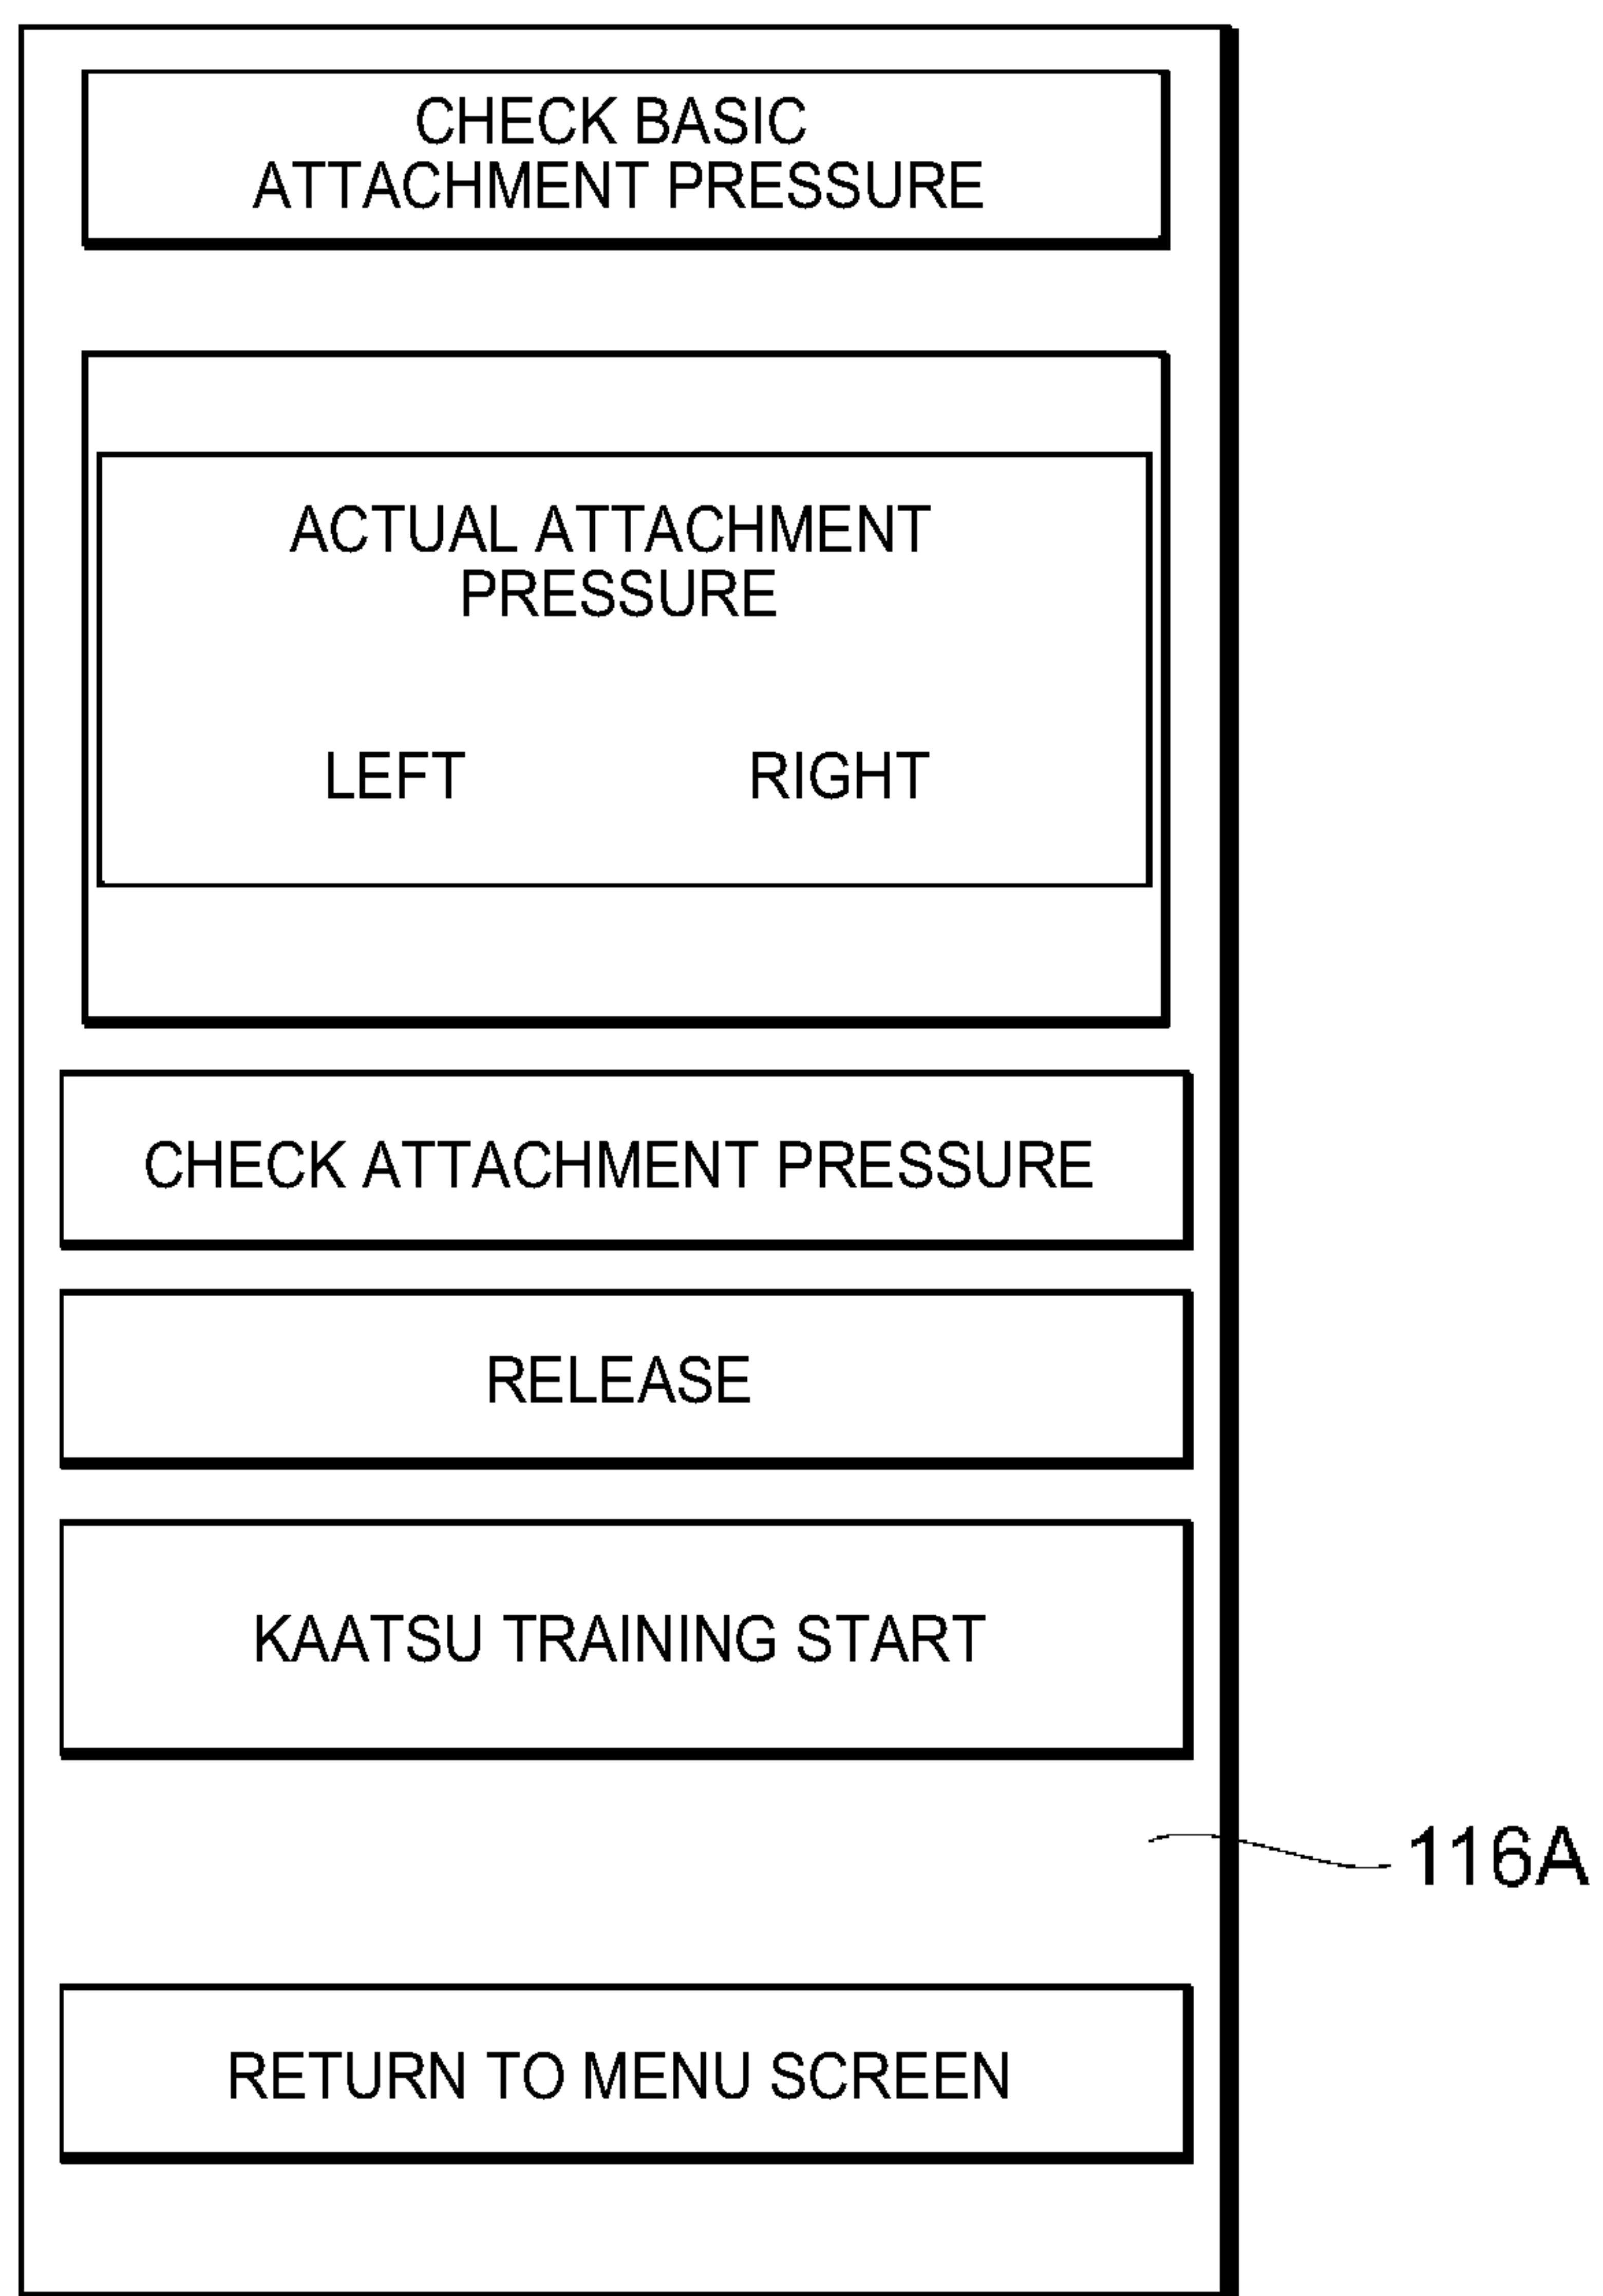 CHECK BASIC
ATTACHMENT PRESSURE
ACTUAL ATTACHMENT
PRESSURE
LEFT RIGHT
CHECK ATTACHMENT PRESSURE
RELEASE
KAATSU TRAINING START
116A
RETURN TO MENU SCREEN